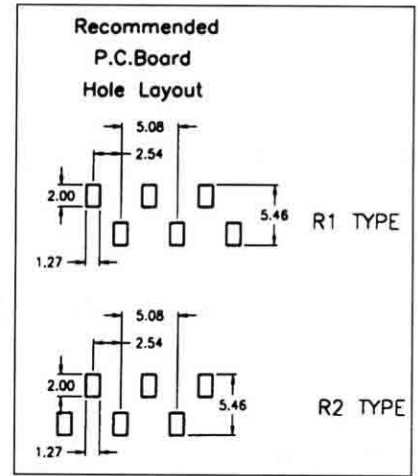 Recommended
P.C.Board
Hole Layout
5.08
2.54
2.00
5.46
R1 TYPE
1.27
5.08
2.54
2.00
5.46
R2 TYPE
1.27